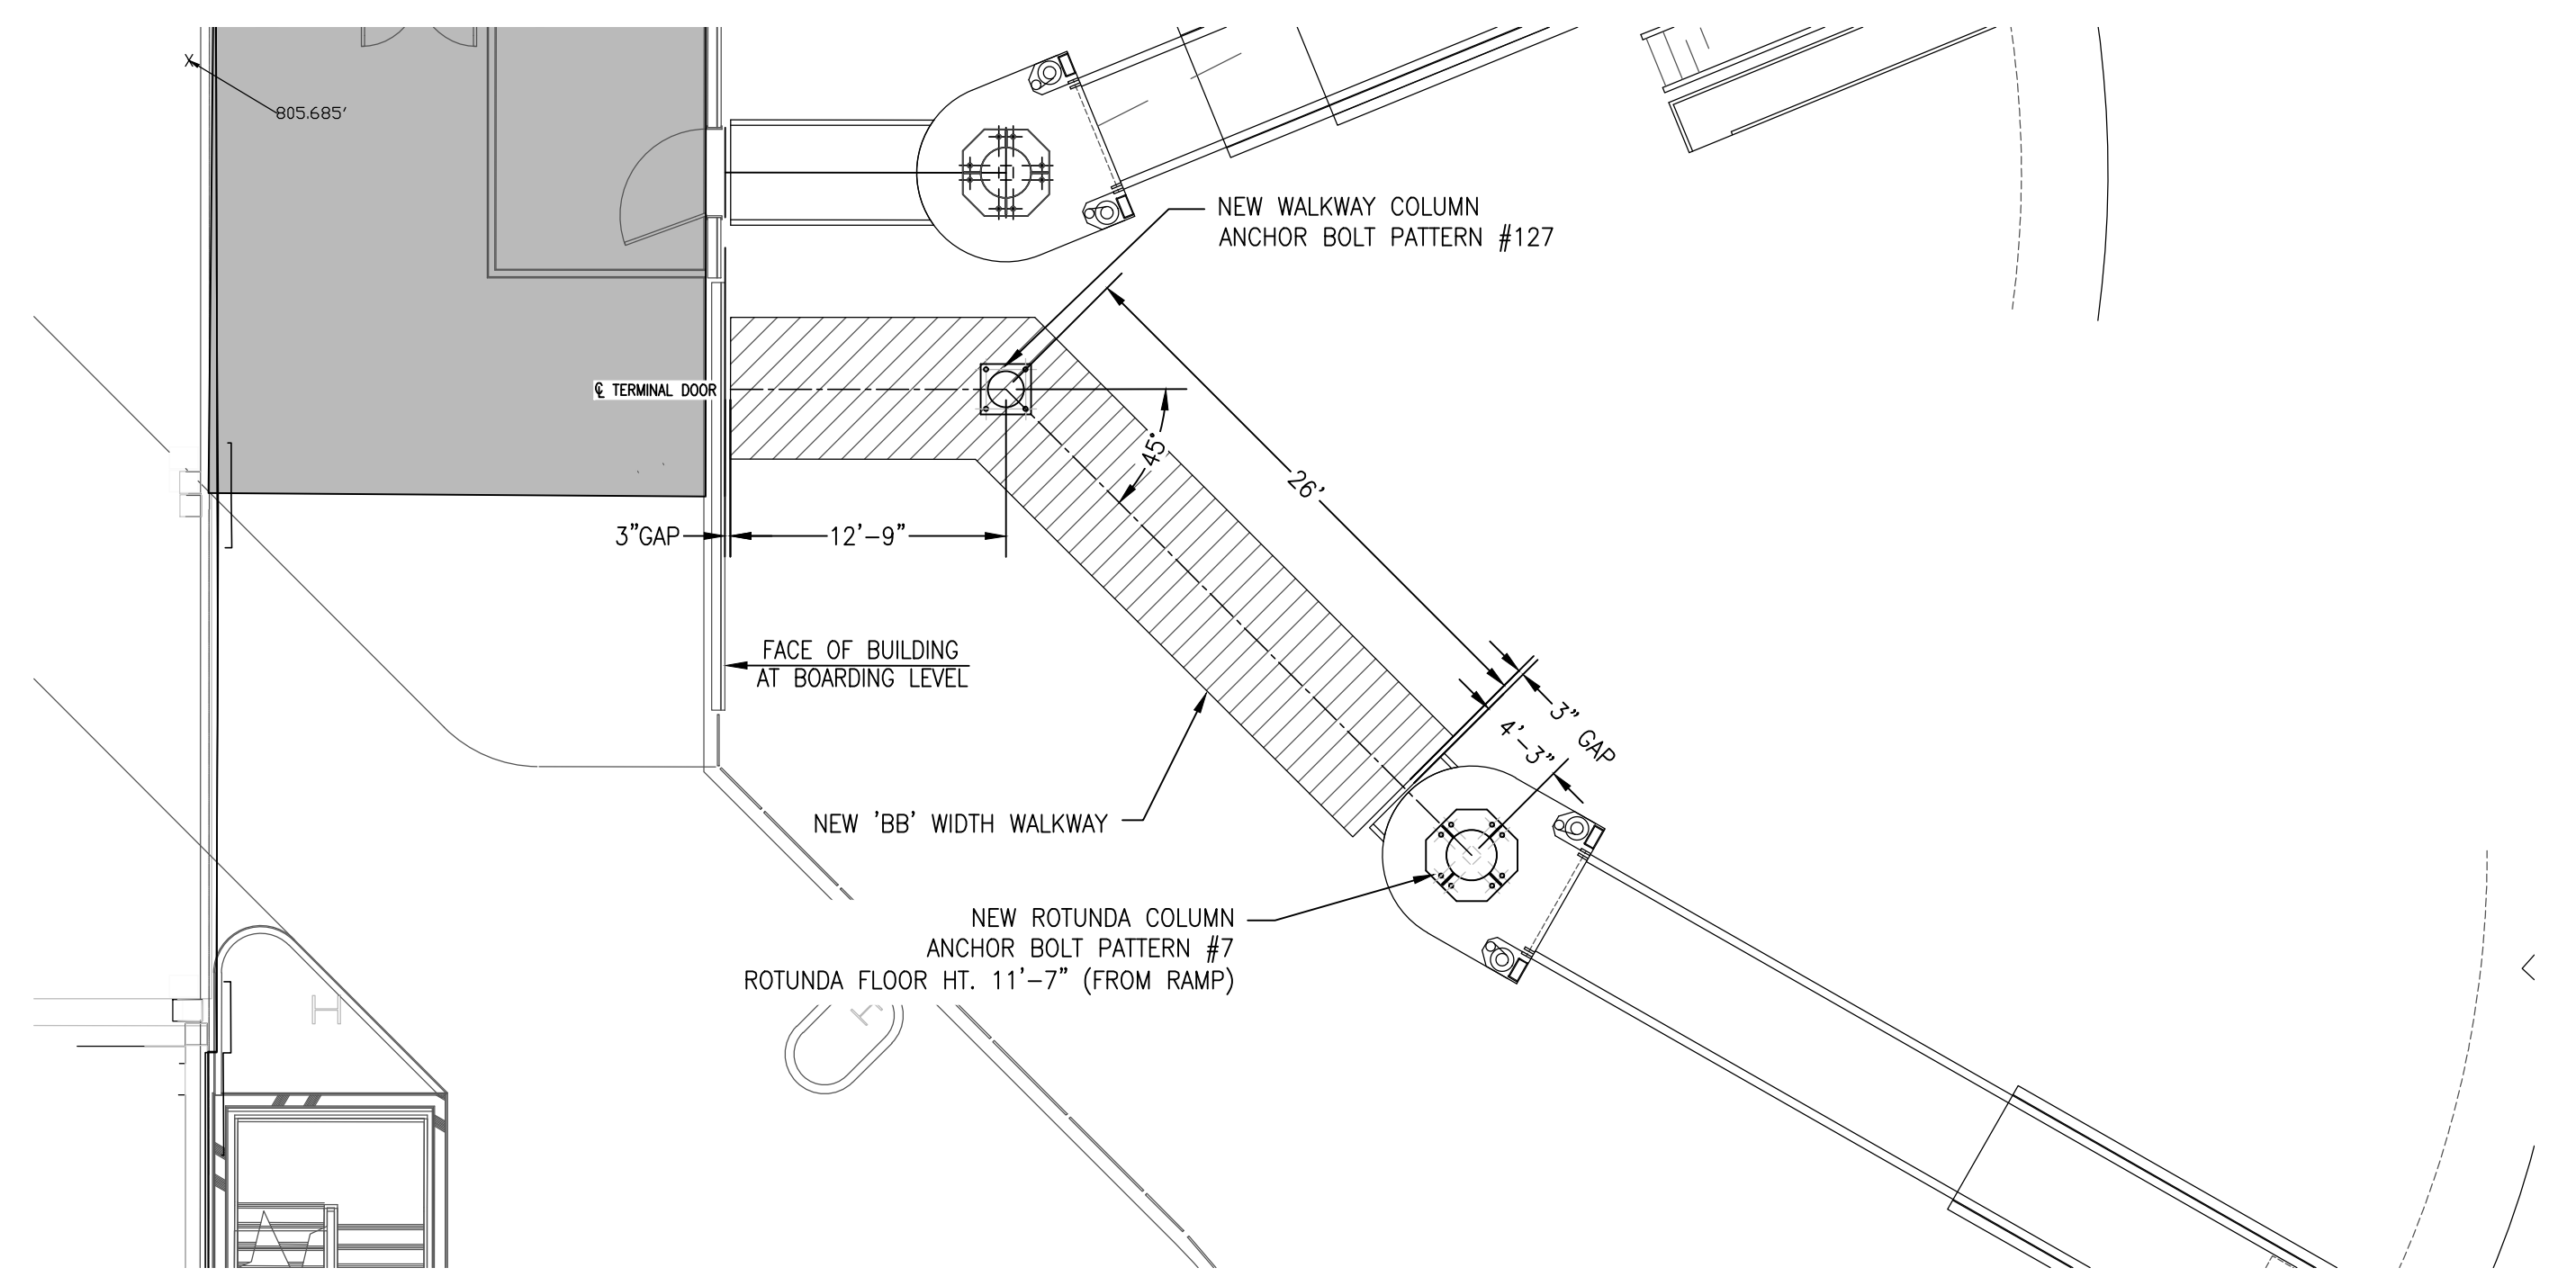 X
805.685'
NEW WALKWAY COLUMN
ANCHOR BOLT PATTERN #127
℄ TERMINAL DOOR
45°
26'
3"GAP
12'-9"
FACE OF BUILDING
AT BOARDING LEVEL
3" GAP
4'-3"
NEW 'BB' WIDTH WALKWAY
NEW ROTUNDA COLUMN
ANCHOR BOLT PATTERN #7
ROTUNDA FLOOR HT. 11'-7" (FROM RAMP)